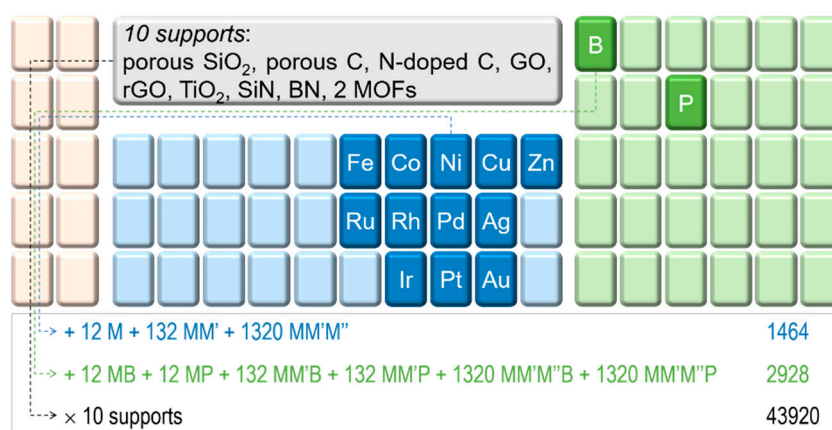 10 supports:
porous SiO₂, porous C, N-doped C, GO,
rGO, TiO₂, SiN, BN, 2 MOFs
B
P
Fe Co Ni Cu Zn
Ru Rh Pd Ag
Ir Pt Au
+ 12 M + 132 MM' + 1320 MM'M" 1464
+ 12 MB + 12 MP + 132 MM'B + 132 MM'P + 1320 MM'M"B + 1320 MM'M"P 2928
× 10 supports 43920